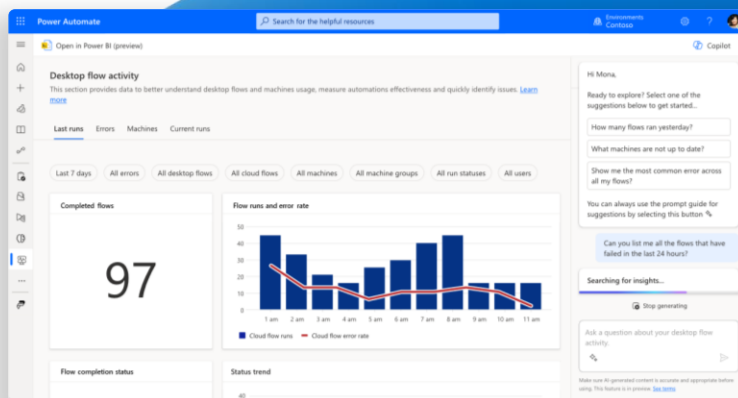 Power Automate
Search for the helpful resources
Environments
Contoso
?
Open in Power BI (preview)
Copilot
Desktop flow activity
This section provides data to better understand desktop flows and machines usage, measure automations effectiveness and quickly identify issues. Learn
more
Last runs Errors Machines Current runs
Last 7 days All errors All desktop flows All cloud flows All machines All machine groups All run statuses All users
Completed flows
97
Flow runs and error rate
50
40
30
20
10
0
1 am 2 am 3 am 4 am 5 am 6 am 7 am 8 am 9 am 10 am 11 am
Cloud flow runs Cloud flow error rate
Flow completion status
Status trend
40
Hi Mona,
Ready to explore? Select one of the
suggestions below to get started...
How many flows ran yesterday?
What machines are not up to date?
Show me the most common error across
all my flows?
You can always use the prompt guide for
suggestions by selecting this button
Can you list me all the flows that have
failed in the last 24 hours?
Searching for insights...
Stop generating
Ask a question about your desktop flow
activity.
Make sure AI-generated content is accurate and appropriate before
using. This feature is in preview. See terms